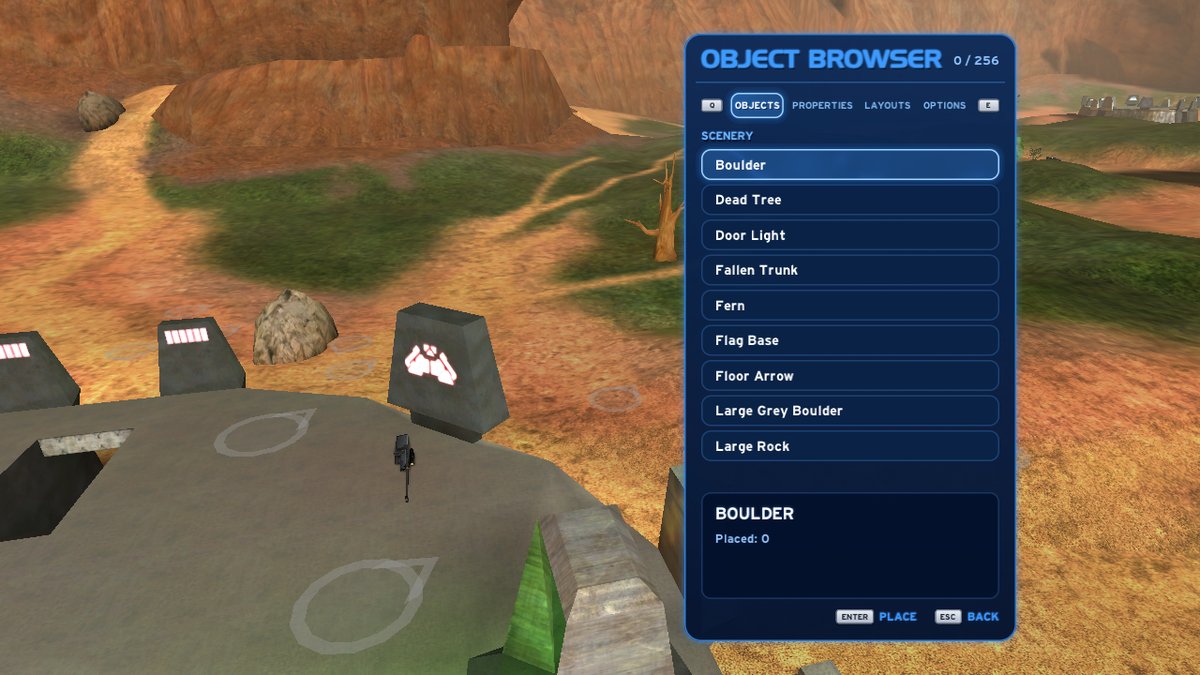 OBJECT BROWSER 0 / 256
Q OBJECTS PROPERTIES LAYOUTS OPTIONS E
SCENERY
Boulder
Dead Tree
Door Light
Fallen Trunk
Fern
Flag Base
Floor Arrow
Large Grey Boulder
Large Rock
BOULDER
Placed: 0
ENTER PLACE ESC BACK